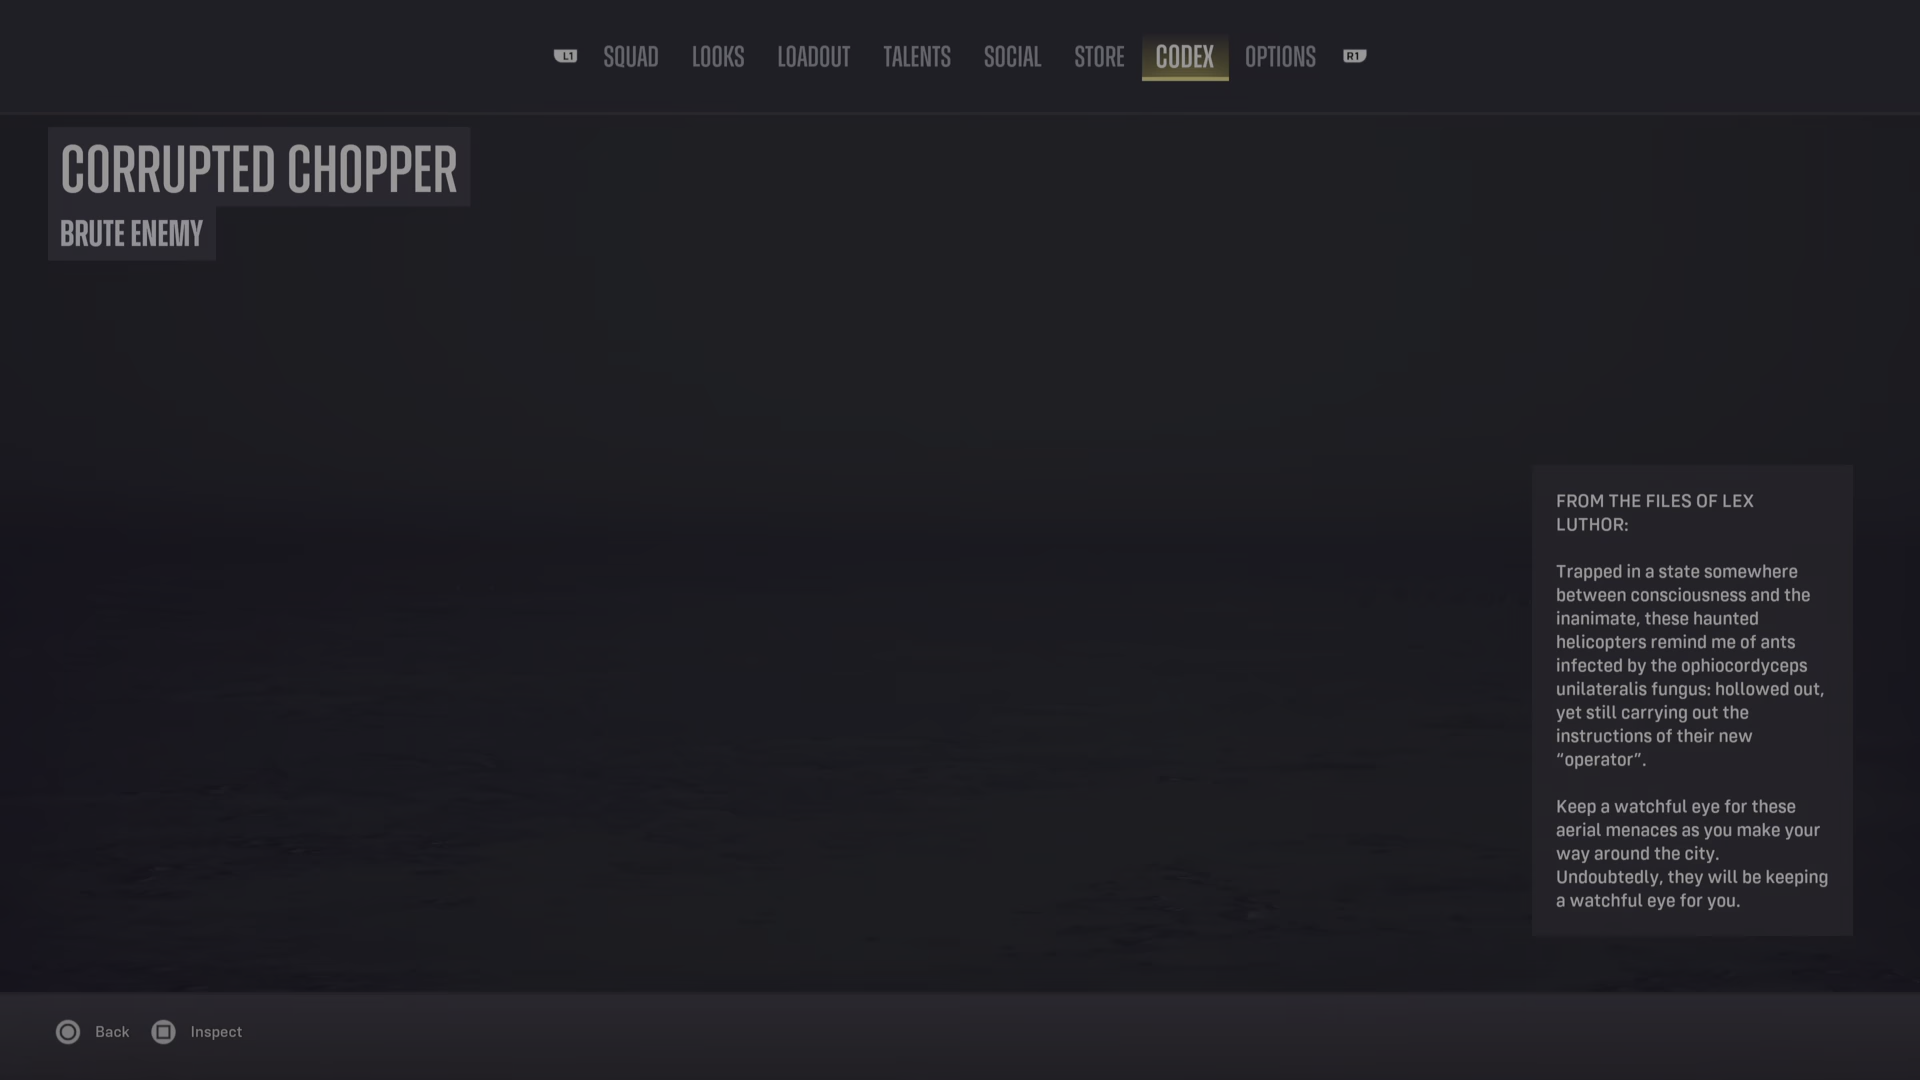 L1 SQUAD LOOKS LOADOUT TALENTS SOCIAL STORE CODEX OPTIONS R1
CORRUPTED CHOPPER
BRUTE ENEMY
FROM THE FILES OF LEX
LUTHOR:
Trapped in a state somewhere
between consciousness and the
inanimate, these haunted
helicopters remind me of ants
infected by the ophiocordyceps
unilateralis fungus: hollowed out,
yet still carrying out the
instructions of their new
“operator”.
Keep a watchful eye for these
aerial menaces as you make your
way around the city.
Undoubtedly, they will be keeping
a watchful eye for you.
Back Inspect